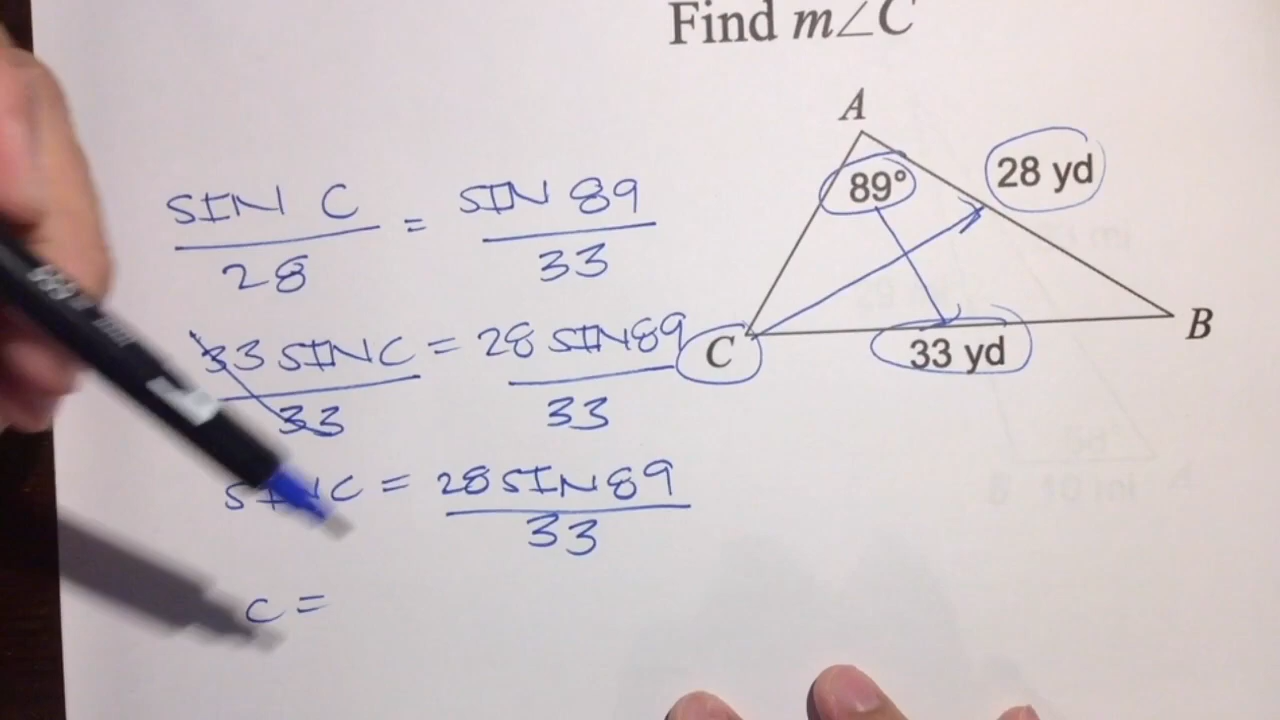 Find m∠C
A
89°
28 yd
B
C
33 yd
SIN C / 28 = SIN 89 / 33
33 SIN C / 33 = 28 SIN 89 / 33
SIN C = 28 SIN 89 / 33
C =